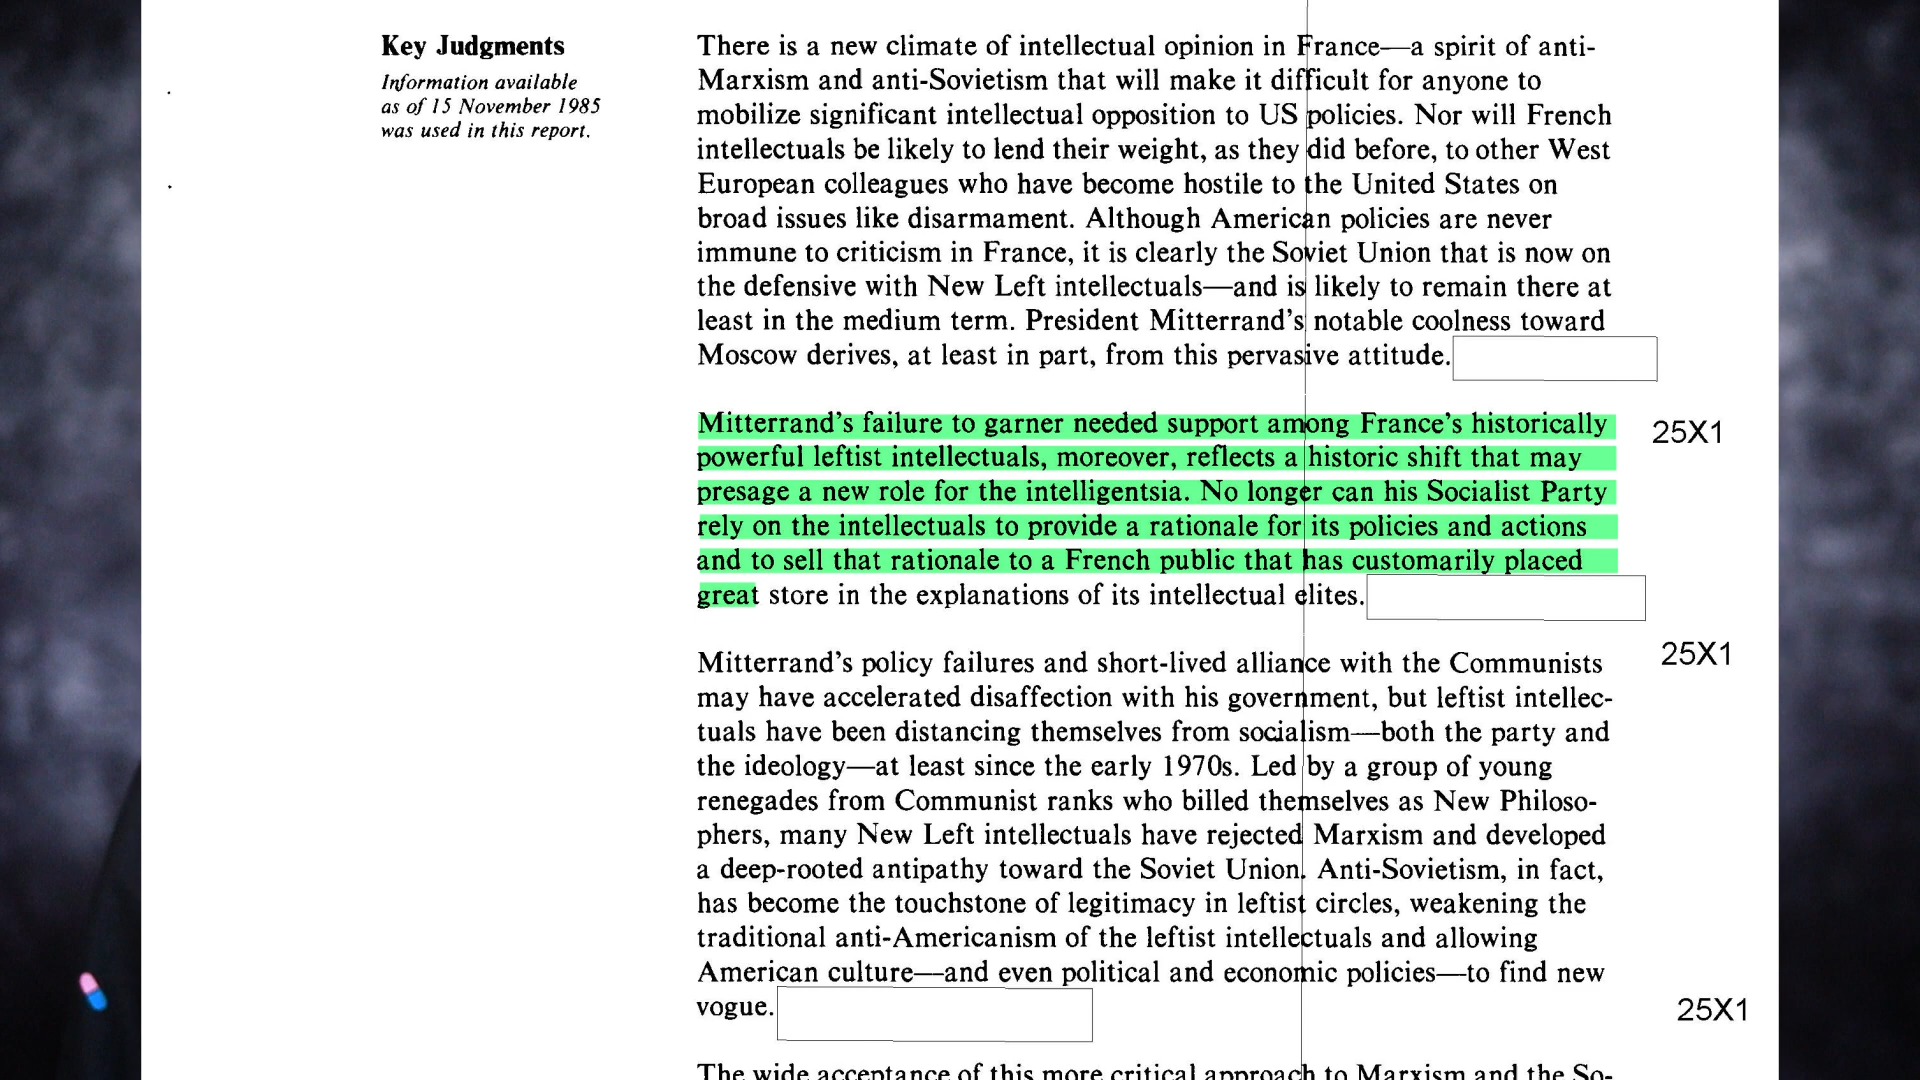 Key Judgments
Information available
as of 15 November 1985
was used in this report.
There is a new climate of intellectual opinion in France—a spirit of anti-
Marxism and anti-Sovietism that will make it difficult for anyone to
mobilize significant intellectual opposition to US policies. Nor will French
intellectuals be likely to lend their weight, as they did before, to other West
European colleagues who have become hostile to the United States on
broad issues like disarmament. Although American policies are never
immune to criticism in France, it is clearly the Soviet Union that is now on
the defensive with New Left intellectuals—and is likely to remain there at
least in the medium term. President Mitterrand's notable coolness toward
Moscow derives, at least in part, from this pervasive attitude.
25X1
Mitterrand's failure to garner needed support among France's historically
powerful leftist intellectuals, moreover, reflects a historic shift that may
presage a new role for the intelligentsia. No longer can his Socialist Party
rely on the intellectuals to provide a rationale for its policies and actions
and to sell that rationale to a French public that has customarily placed
great store in the explanations of its intellectual elites.
25X1
Mitterrand's policy failures and short-lived alliance with the Communists
may have accelerated disaffection with his government, but leftist intellec-
tuals have been distancing themselves from socialism—both the party and
the ideology—at least since the early 1970s. Led by a group of young
renegades from Communist ranks who billed themselves as New Philoso-
phers, many New Left intellectuals have rejected Marxism and developed
a deep-rooted antipathy toward the Soviet Union. Anti-Sovietism, in fact,
has become the touchstone of legitimacy in leftist circles, weakening the
traditional anti-Americanism of the leftist intellectuals and allowing
American culture—and even political and economic policies—to find new
vogue.
25X1
The wide acceptance of this more critical approach to Marxism and the So-